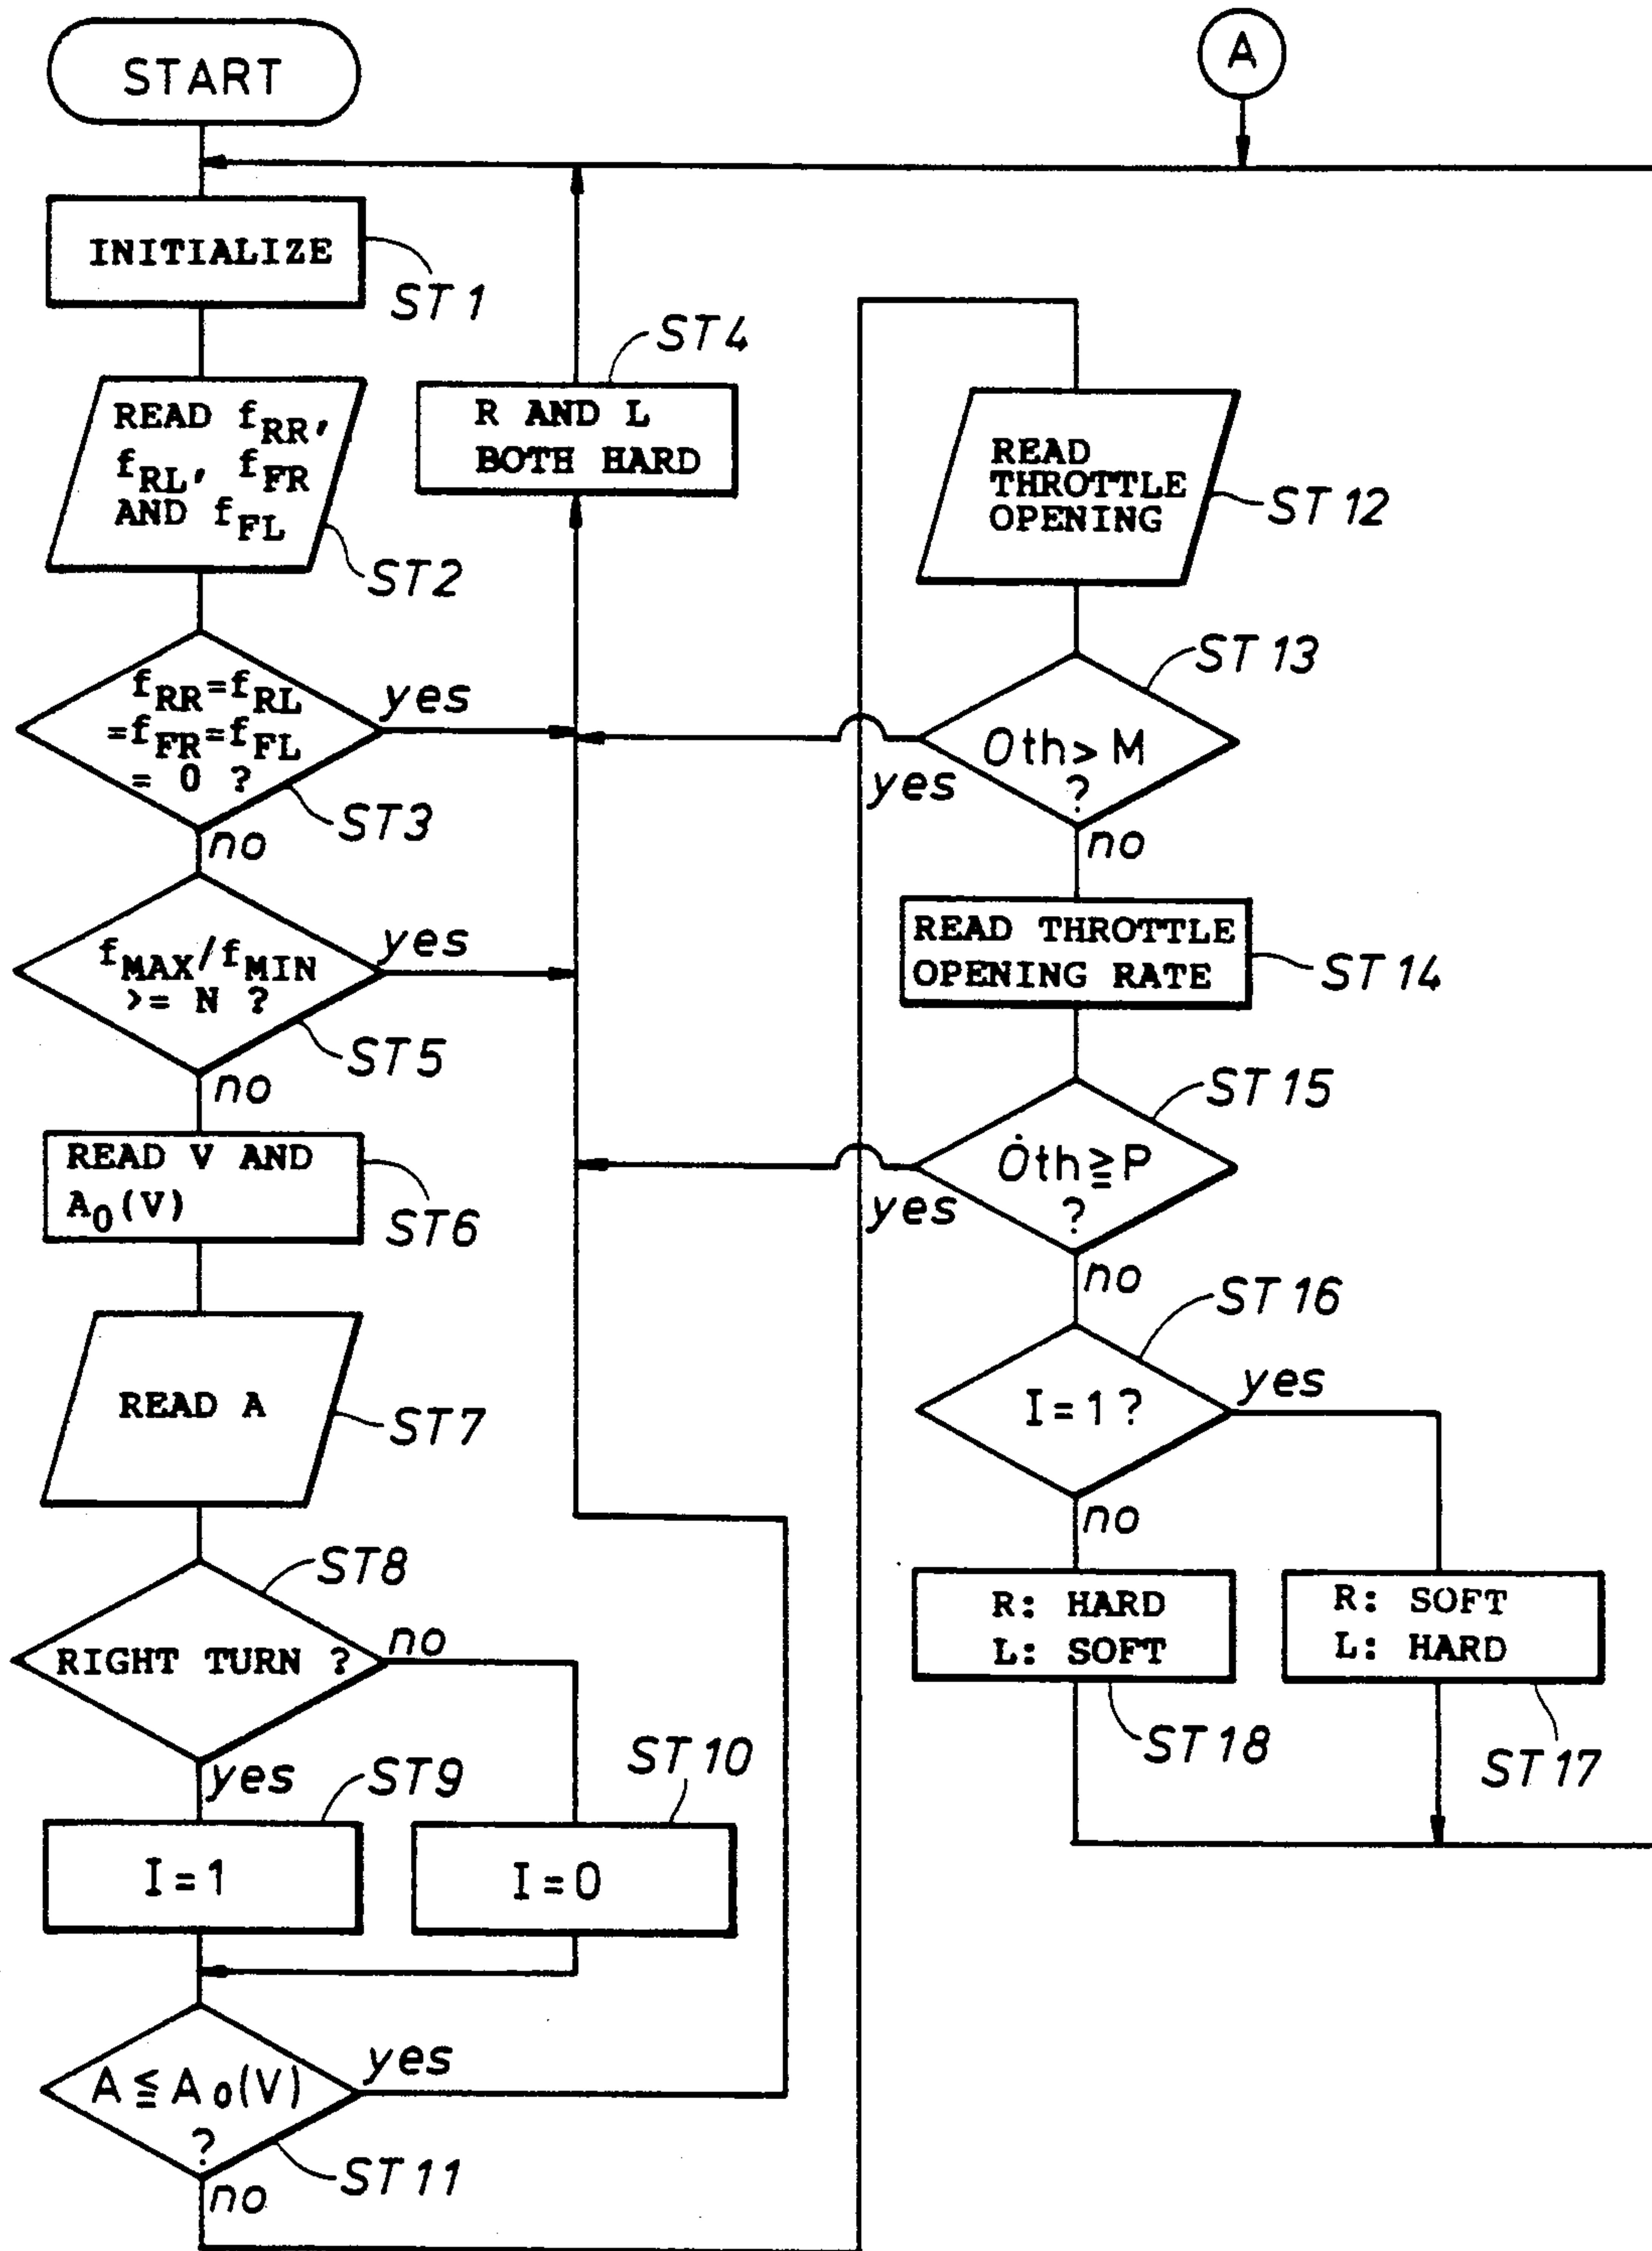 START
INITIALIZE
ST1
READ fRR,
fRL, fFR
AND fFL
ST2
fRR=fRL
=fFR=fFL
= 0 ?
yes
ST3
no
fMAX/fMIN
>= N ?
yes
ST5
no
READ V AND
A0(V)
ST6
READ A
ST7
RIGHT TURN ?
ST8
no
yes
I=1
ST9
I=0
ST10
A≦A0(V)
?
yes
ST11
no
R AND L
BOTH HARD
ST4
A
READ
THROTTLE
OPENING
ST12
Oth>M
?
ST13
yes
no
READ THROTTLE
OPENING RATE
ST14
Ȯth≧P
?
ST15
yes
no
I=1?
ST16
yes
no
R: HARD
L: SOFT
ST18
R: SOFT
L: HARD
ST17